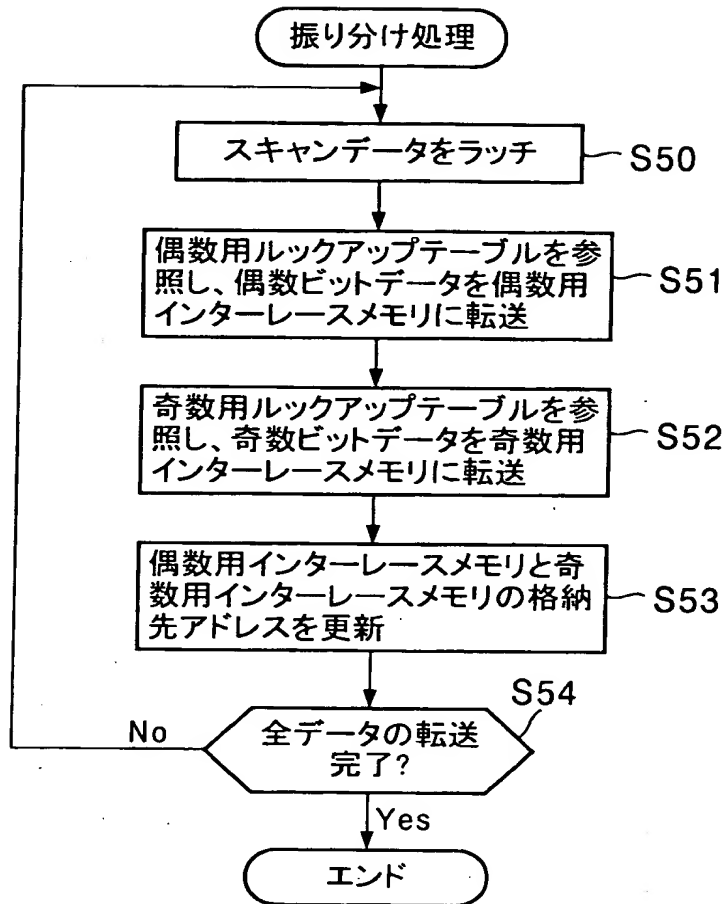 振り分け処理
スキャンデータをラッチ
S50
偶数用ルックアップテーブルを参
照し、偶数ビットデータを偶数用
インターレースメモリに転送
S51
奇数用ルックアップテーブルを参
照し、奇数ビットデータを奇数用
インターレースメモリに転送
S52
偶数用インターレースメモリと奇
数用インターレースメモリの格納
先アドレスを更新
S53
S54
全データの転送
完了?
No
Yes
エンド